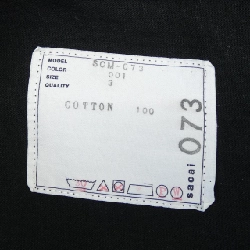 MODEL SCM-073
COLOR 001
SIZE 3
QUALITY
COTTON 100
sacai 073